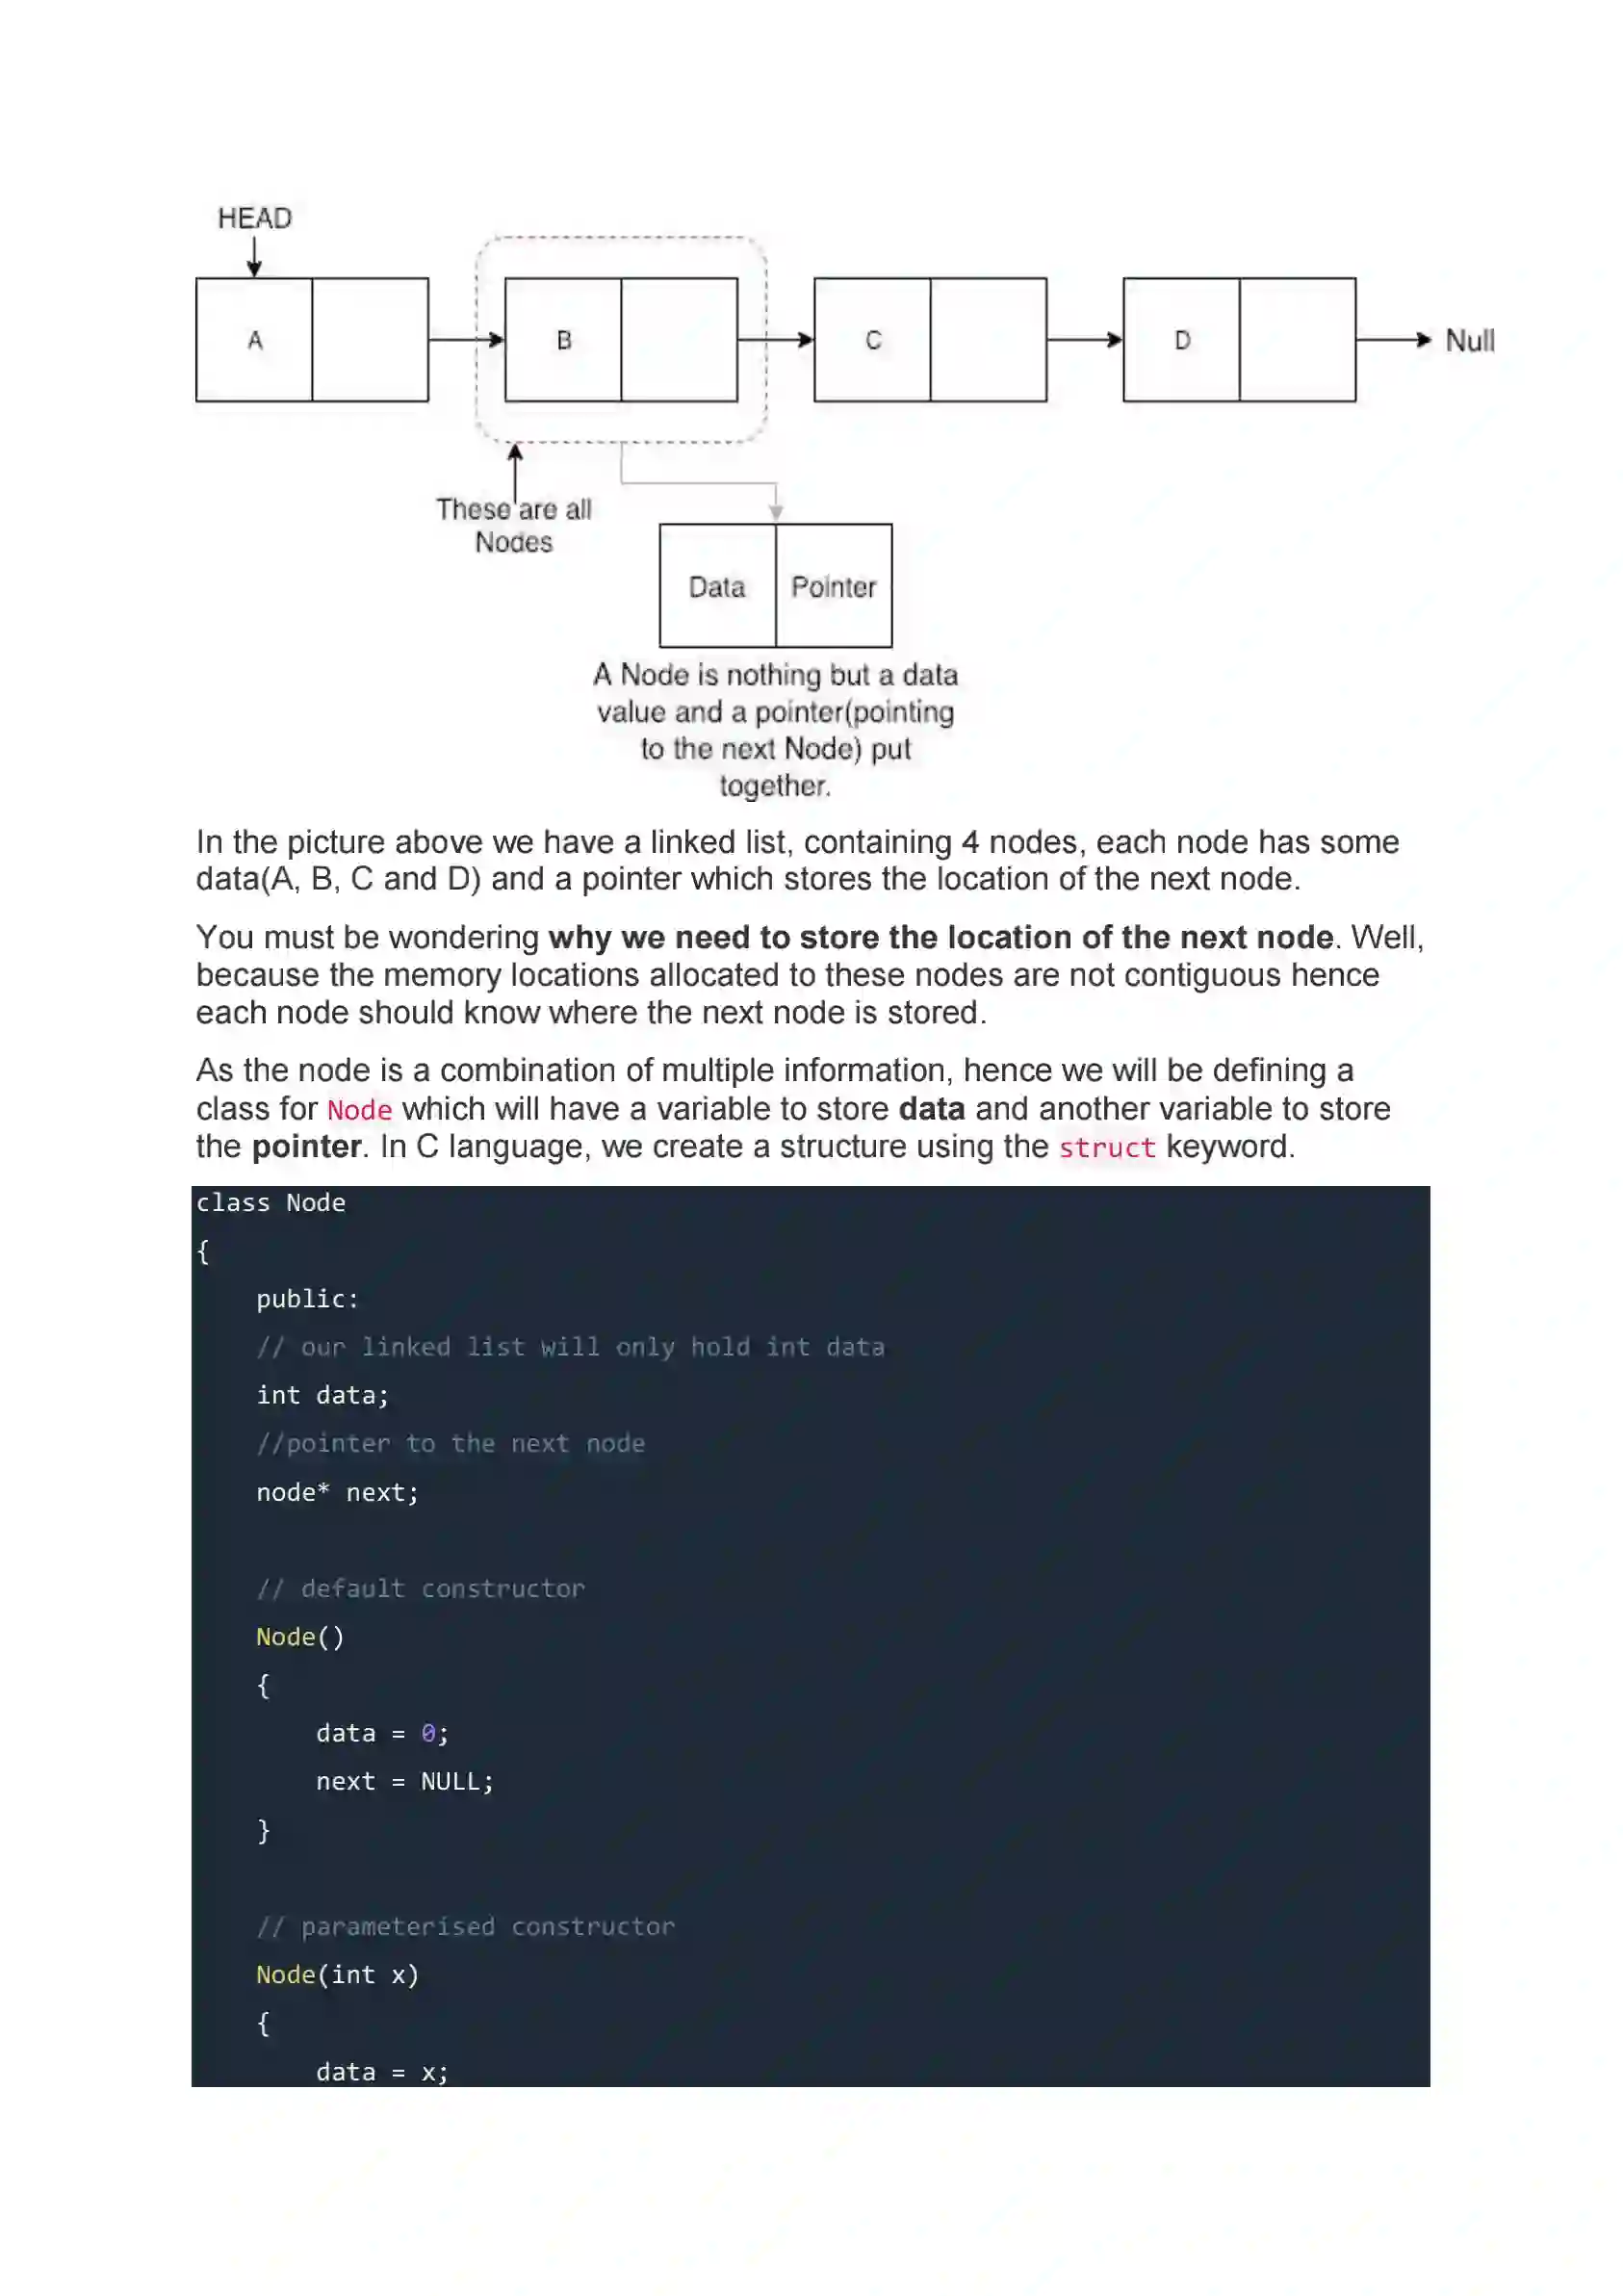 HEAD
A
B
C
D
Null
These are all
Nodes
Data
Pointer
A Node is nothing but a data
value and a pointer(pointing
to the next Node) put
together.
In the picture above we have a linked list, containing 4 nodes, each node has some
data(A, B, C and D) and a pointer which stores the location of the next node.
You must be wondering why we need to store the location of the next node. Well,
because the memory locations allocated to these nodes are not contiguous hence
each node should know where the next node is stored.
As the node is a combination of multiple information, hence we will be defining a
class for Node which will have a variable to store data and another variable to store
the pointer. In C language, we create a structure using the struct keyword.
class Node
{
    public:
    // our linked list will only hold int data
    int data;
    //pointer to the next node
    node* next;
    // default constructor
    Node()
    {
        data = 0;
        next = NULL;
    }
    // parameterised constructor
    Node(int x)
    {
        data = x;